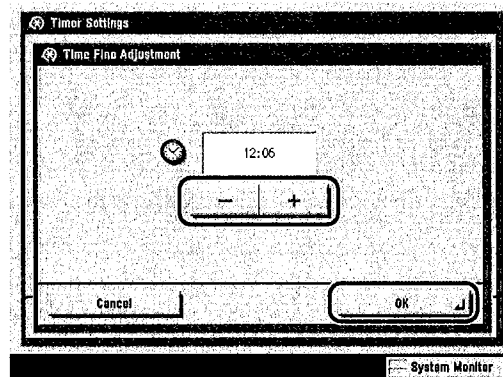 Timer Settings
Time Fine Adjustment
12:06
- +
Cancel OK
System Monitor